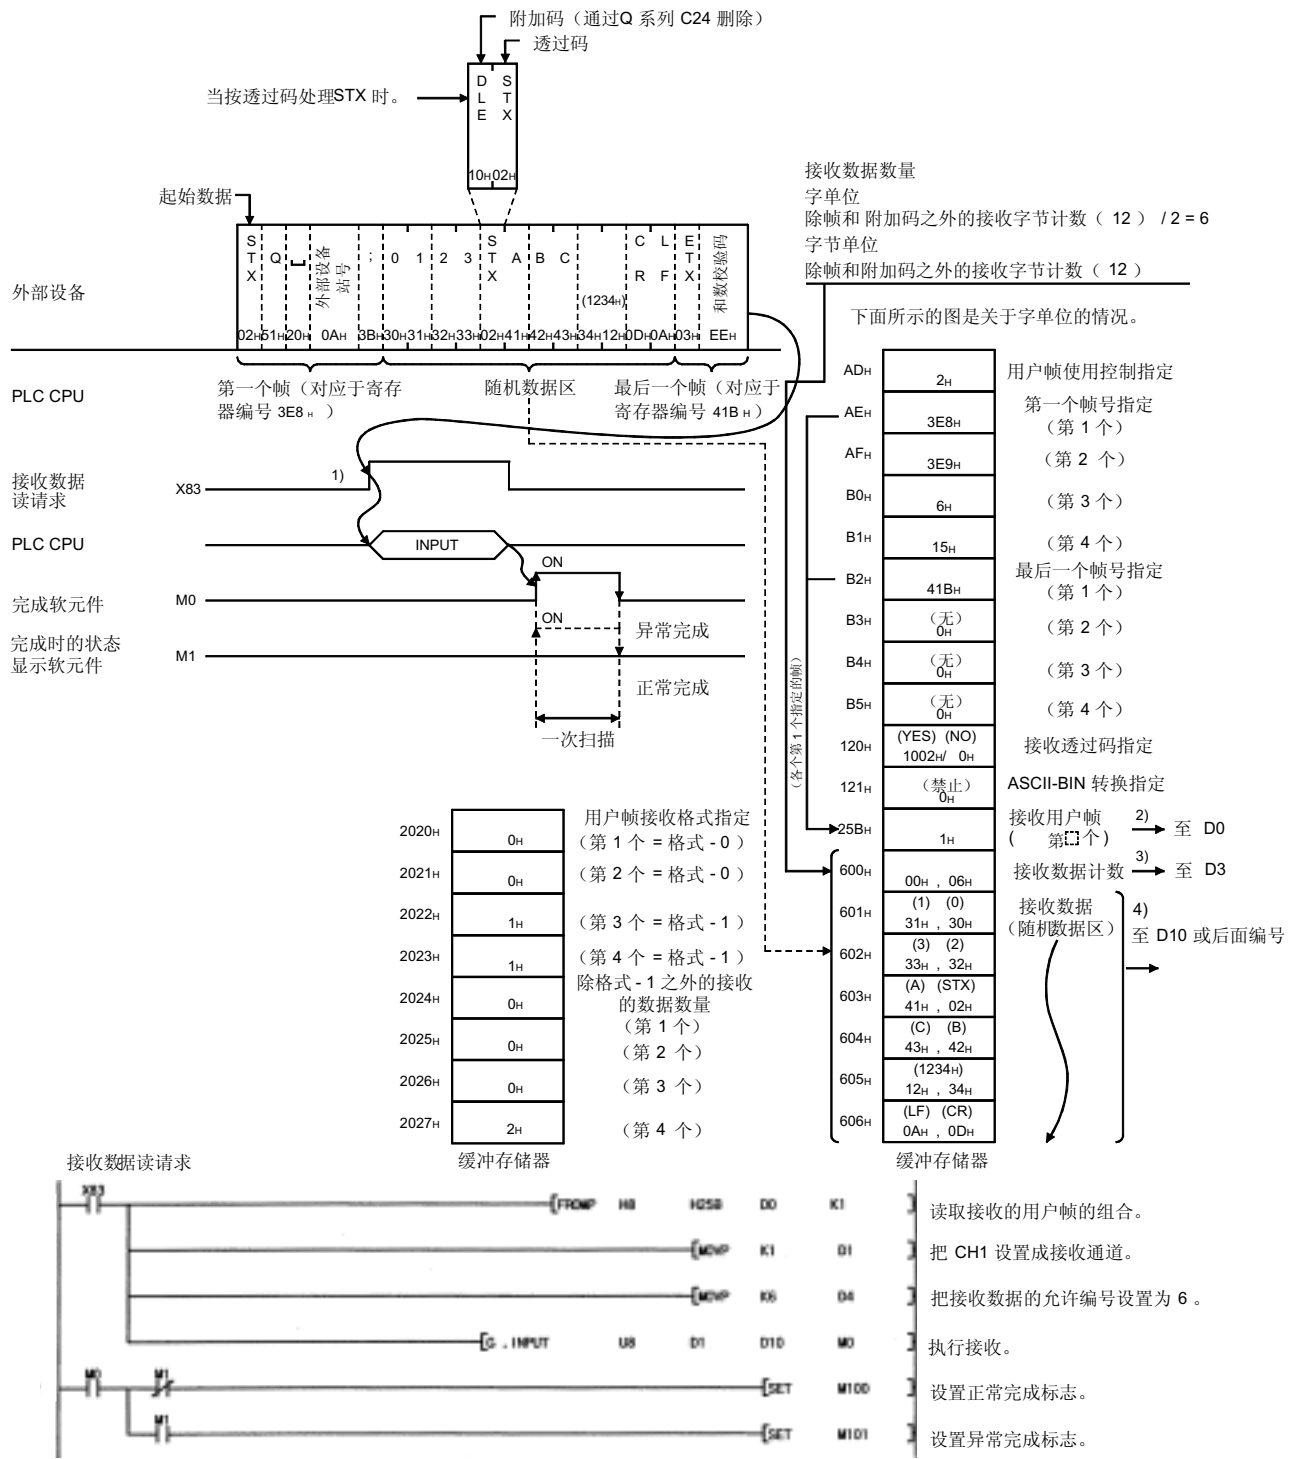 附加码（通过Q 系列 C24 删除）
透过码
当按透过码处理STX 时。
DLE STX
10H 02H
起始数据
接收数据数量
字单位
除帧和 附加码之外的接收字节计数（ 12 ） / 2 = 6
字节单位
除帧和附加码之外的接收字节计数（ 12 ）
下面所示的图是关于字单位的情况。
外部设备
STX Q ⎵ 外部设备站号 ; 0 1 2 3 STX A B C (1234H) CR LF ETX 和数校验码
02H 51H 20H 0AH 3BH 30H 31H 32H 33H 02H 41H 42H 43H 34H 12H 0DH 0AH 03H EEH
PLC CPU
第一个帧（对应于寄存
器编号 3E8 H ）
随机数据区
最后一个帧（对应于
寄存器编号 41B H ）
接收数据
读请求
X83
1)
PLC CPU
INPUT
完成软元件
M0
ON
异常完成
完成时的状态
显示软元件
M1
ON
正常完成
一次扫描
ADH 2H 用户帧使用控制指定
第一个帧号指定
AEH 3E8H （第 1 个）
AFH 3E9H （第 2 个）
B0H 6H （第 3 个）
B1H 15H （第 4 个）
最后一个帧号指定
B2H 41BH （第 1 个）
B3H （无） 0H （第 2 个）
B4H （无） 0H （第 3 个）
B5H （无） 0H （第 4 个）
120H (YES) (NO) 1002H/ 0H 接收透过码指定
121H （禁止） 0H ASCII-BIN 转换指定
25BH 1H 接收用户帧 ( 第 个) 2) 至 D0
600H 00H , 06H 接收数据计数 3) 至 D3
601H (1) (0) 31H , 30H 接收数据 （随机数据区）
602H (3) (2) 33H , 32H
603H (A) (STX) 41H , 02H
604H (C) (B) 43H , 42H
605H (1234H) 12H , 34H
606H (LF) (CR) 0AH , 0DH
4)
至 D10 或后面编号
缓冲存储器
（各个第 1 个指定的帧）
用户帧接收格式指定
2020H 0H （第 1 个 = 格式 - 0 ）
2021H 0H （第 2 个 = 格式 - 0 ）
2022H 1H （第 3 个 = 格式 - 1 ）
2023H 1H （第 4 个 = 格式 - 1 ）
除格式 - 1 之外的接收
的数据数量
2024H 0H （第 1 个）
2025H 0H （第 2 个）
2026H 0H （第 3 个）
2027H 2H （第 4 个）
缓冲存储器
接收数据读请求
X83 FROMP H8 H25B D0 K1 读取接收的用户帧的组合。
MOVP K1 D1 把 CH1 设置成接收通道。
MOVP K6 D4 把接收数据的允许编号设置为 6 。
G . INPUT U8 D1 D10 M0 执行接收。
M0 M1 SET M100 设置正常完成标志。
M1 SET M101 设置异常完成标志。